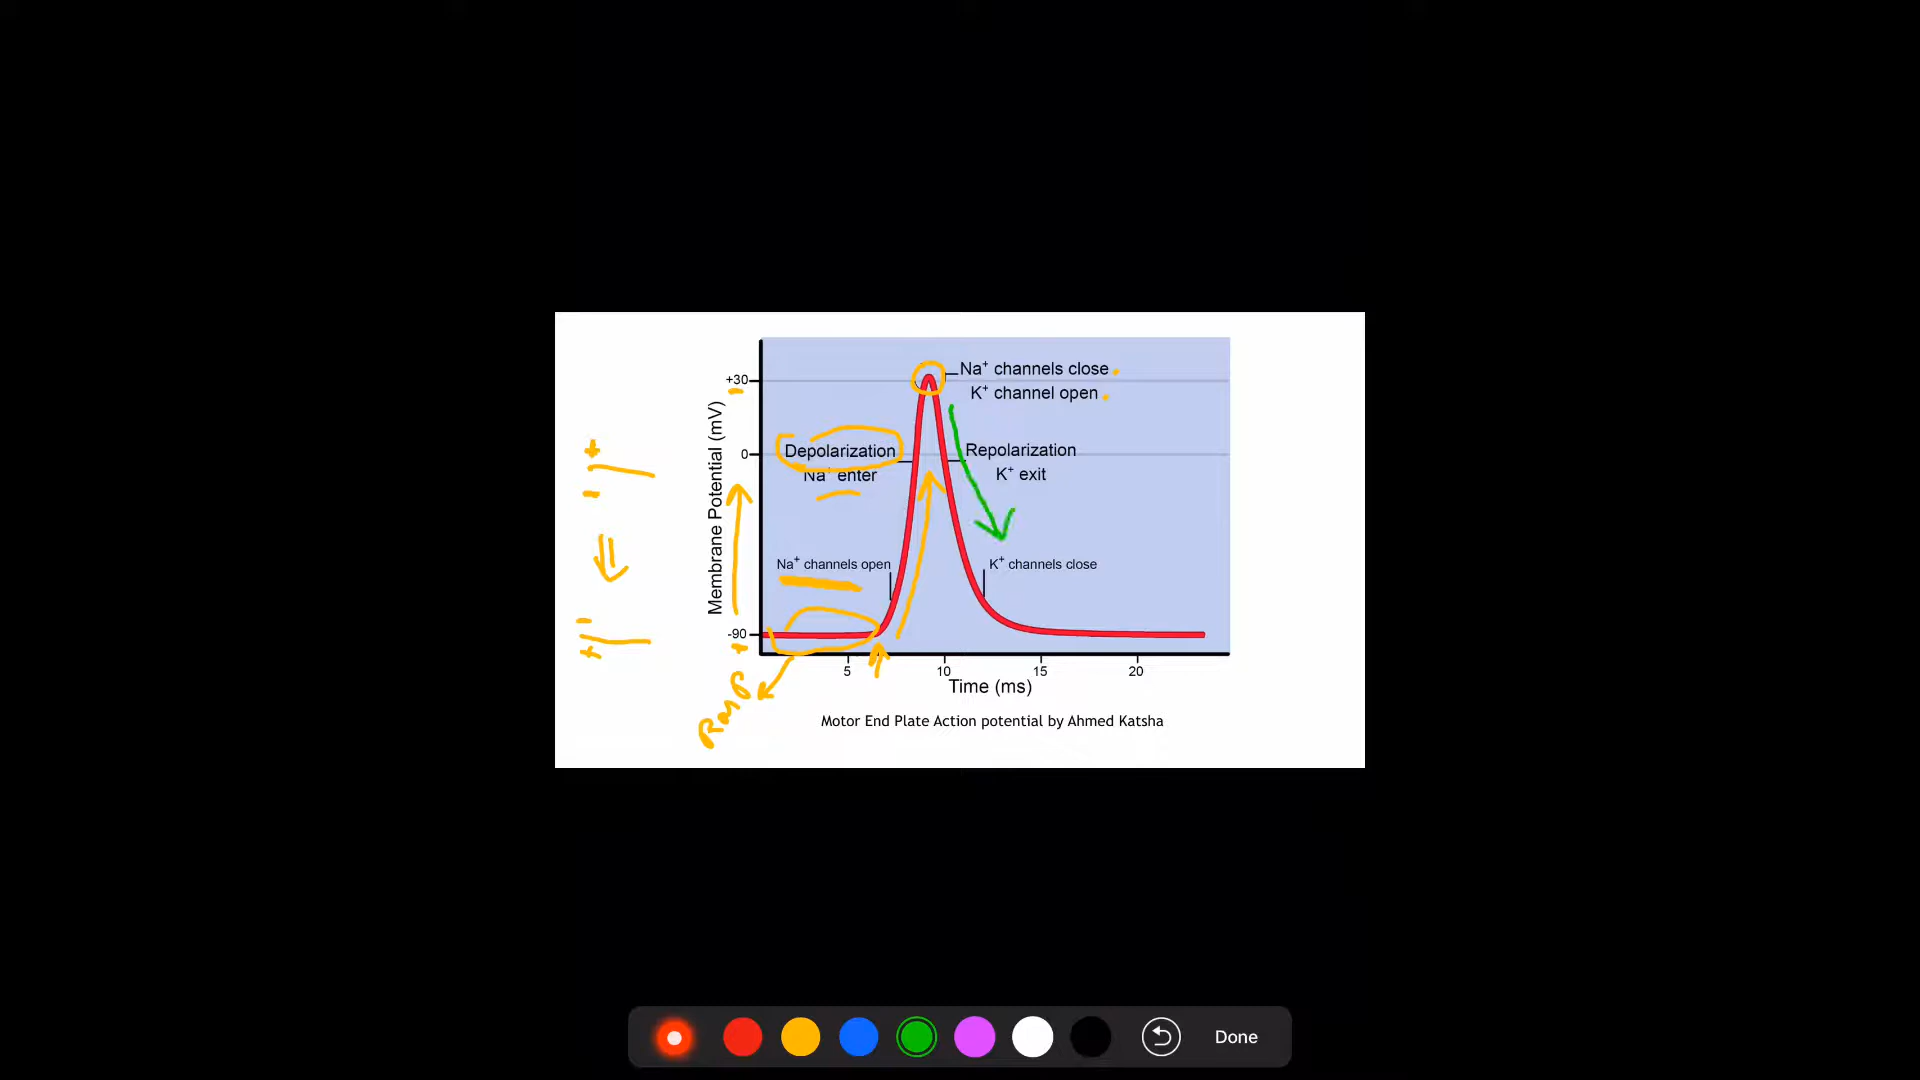 +30
Na+ channels close
K+ channel open
Membrane Potential (mV)
0
Depolarization
Na+ enter
Repolarization
K+ exit
Na+ channels open
K+ channels close
-90
5
10
15
20
Time (ms)
Motor End Plate Action potential by Ahmed Katsha
+
-
-
+
Done